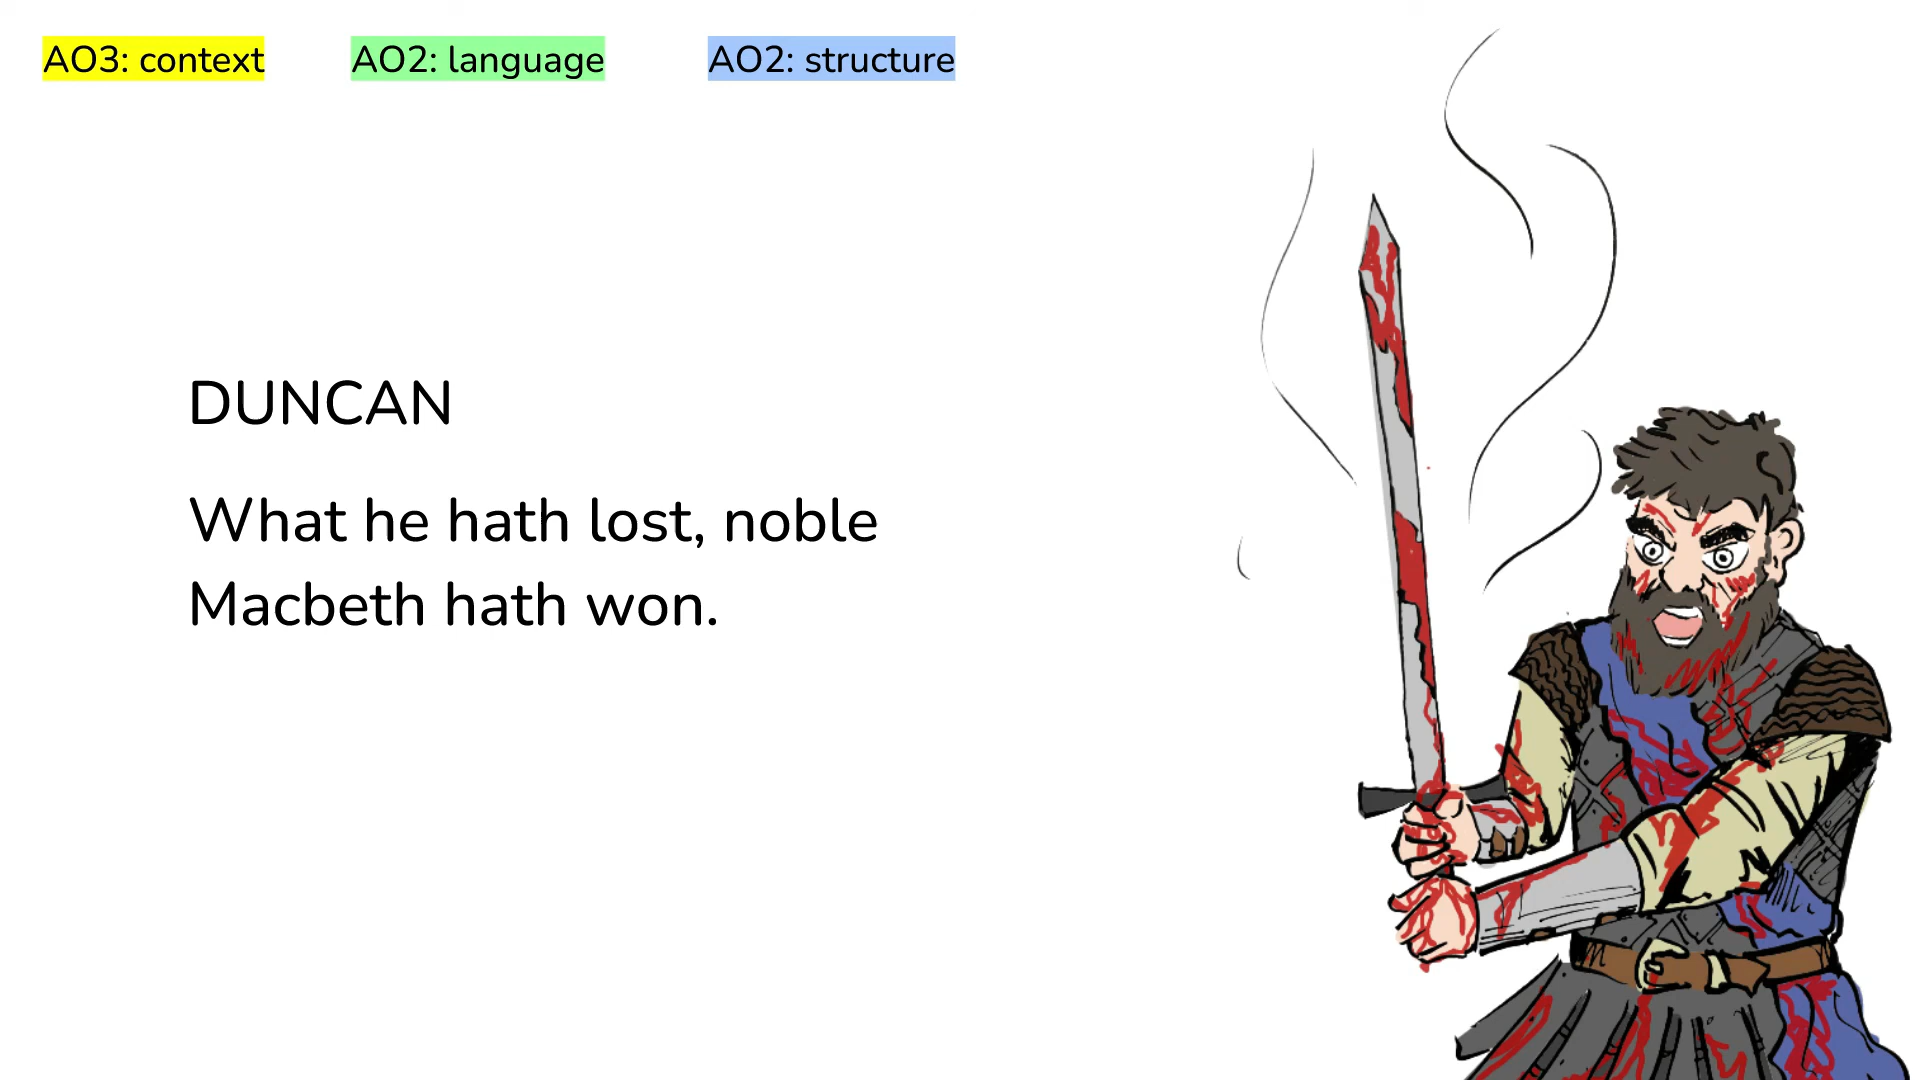 AO3: context AO2: language AO2: structure
DUNCAN
What he hath lost, noble
Macbeth hath won.